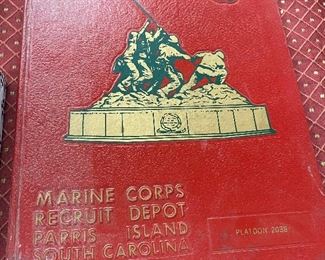 MARINE CORPS
RECRUIT DEPOT
PARRIS ISLAND
SOUTH CAROLINA
PLATOON 2038